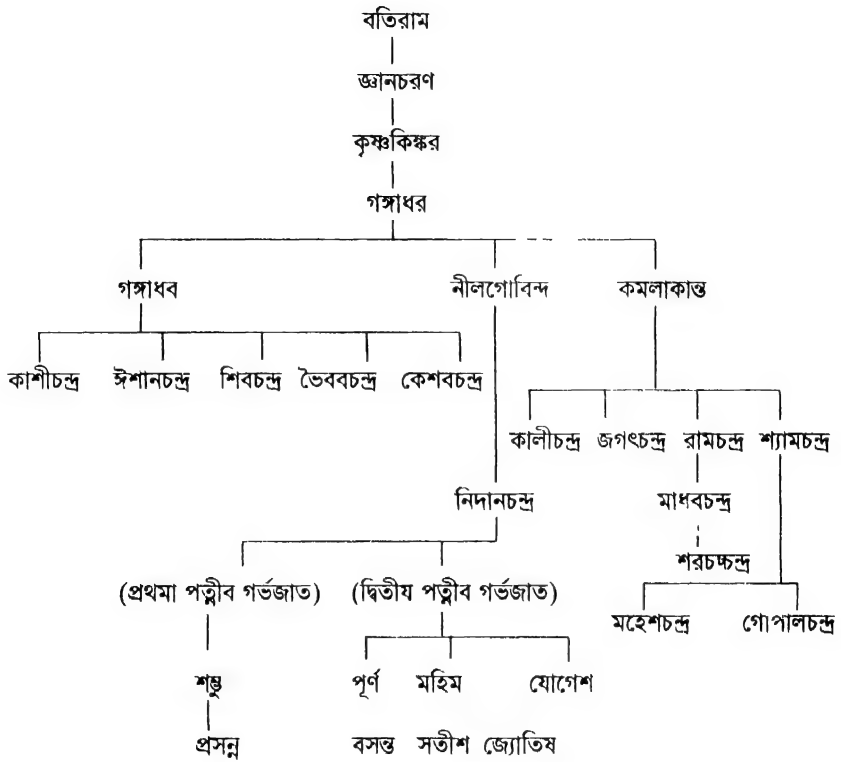 বতিরাম
জ্ঞানচরণ
কৃষ্ণকিঙ্কর
গঙ্গাধর
গঙ্গাধব নীলগোবিন্দ কমলাকান্ত
কাশীচন্দ্র ঈশানচন্দ্র শিবচন্দ্র ভৈববচন্দ্র কেশবচন্দ্র
কালীচন্দ্র জগৎচন্দ্র রামচন্দ্র শ্যামচন্দ্র
নিদানচন্দ্র মাধবচন্দ্র
শরচ্চন্দ্র
(প্রথমা পত্নীব গর্ভজাত) (দ্বিতীয পত্নীব গর্ভজাত)
মহেশচন্দ্র গোপালচন্দ্র
শম্ভু পূর্ণ মহিম যোগেশ
প্রসন্ন বসন্ত সতীশ জ্যোতিষ